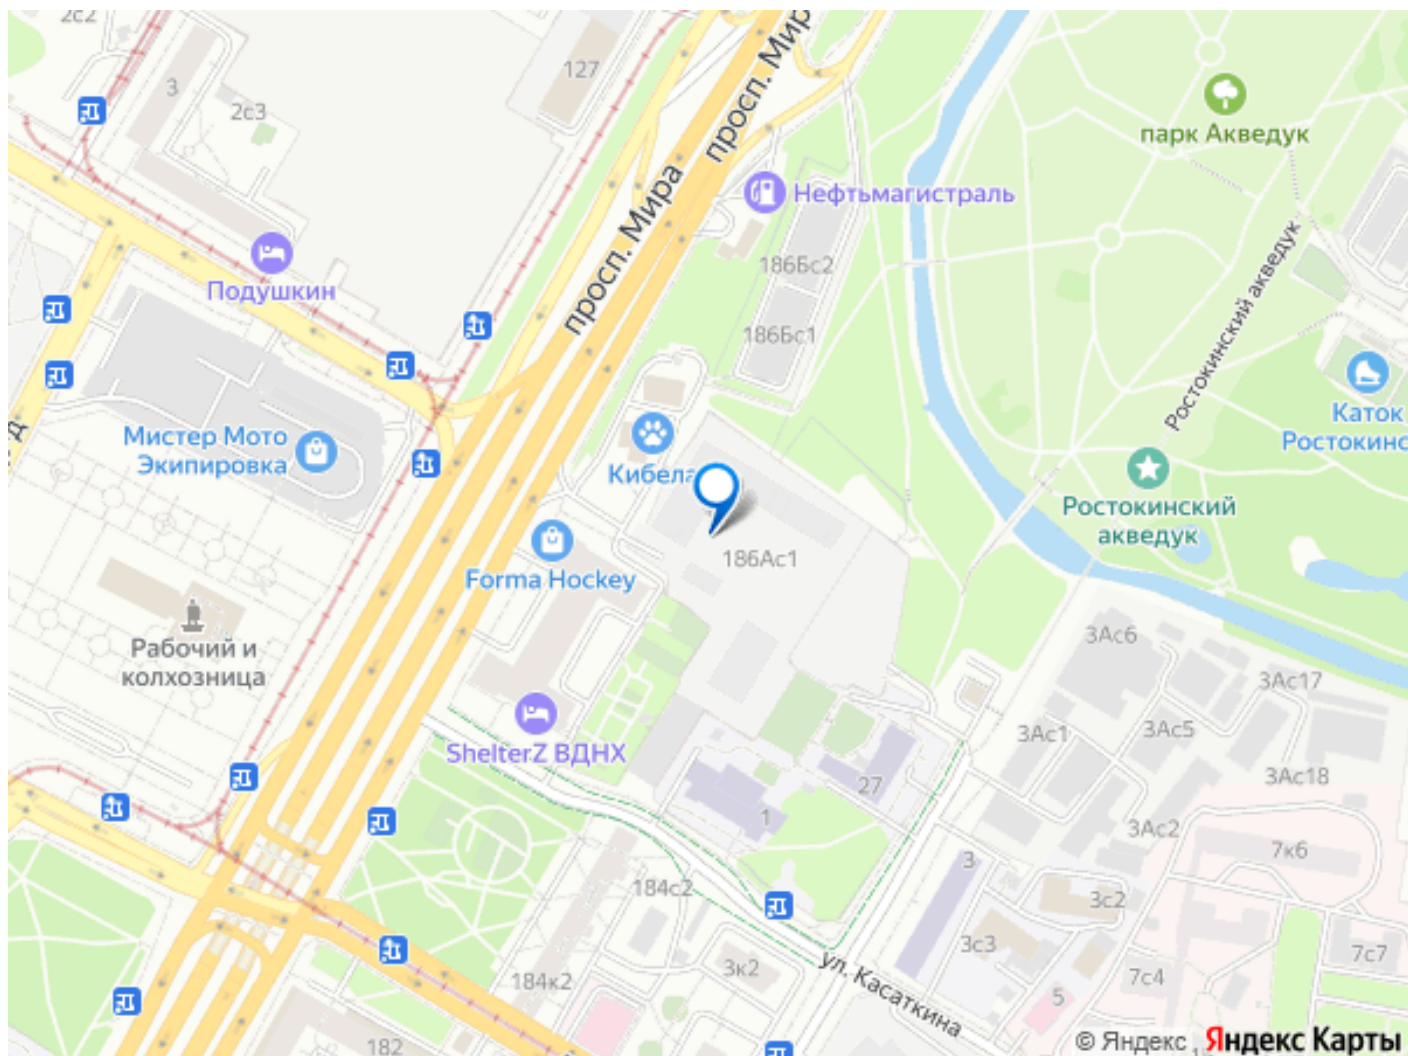 2с2
3
2с3
127
просп. Мира
просп. Мир
парк Акведук
Нефтьмагистраль
Подушкин
186Бс2
186Бс1
Ростокинский акведук
Мистер Мото
Экипировка
Кибела
Каток
Ростокинс
Ростокинский
акведук
186Ас1
Forma Hockey
Рабочий и
колхозница
3Ас6
3Ас17
3Ас1
3Ас5
3Ас18
ShelterZ ВДНХ
27
1
3Ас2
7к6
3
184с2
3с2
3с3
7с7
7с4
3к2
184к2
5
ул. Касаткина
182
© Яндекс
Яндекс Карты